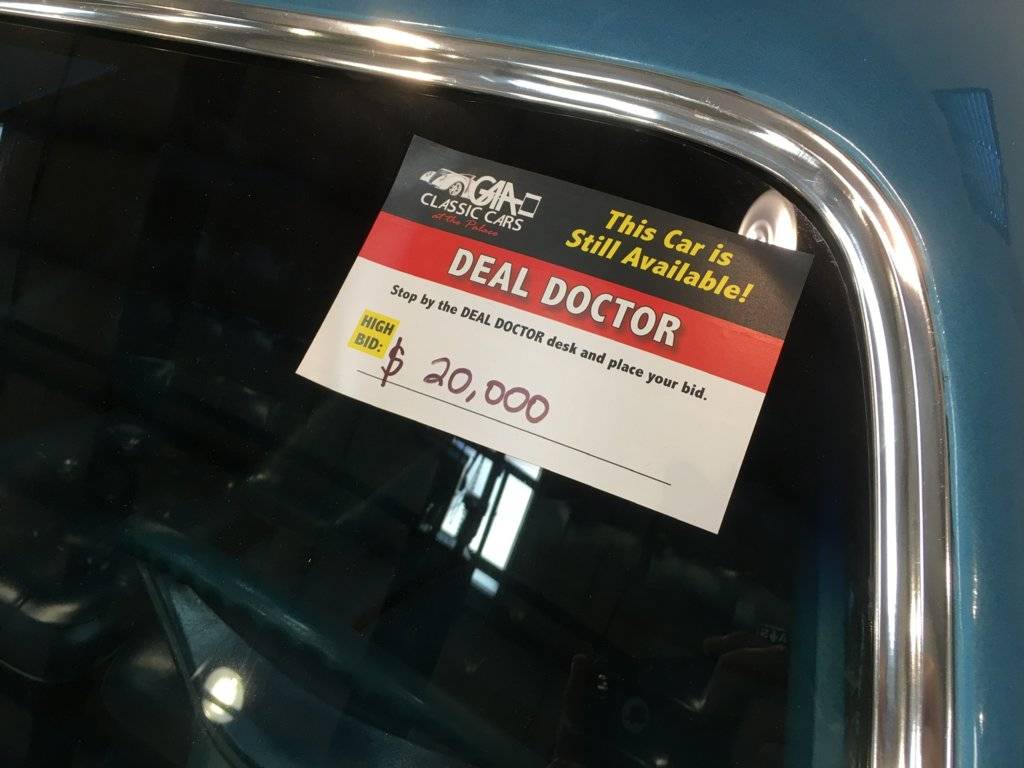 GAA
CLASSIC CARS
at the Palace
This Car is
Still Available!
DEAL DOCTOR
Stop by the DEAL DOCTOR desk and place your bid.
HIGH
BID:
$ 20,000